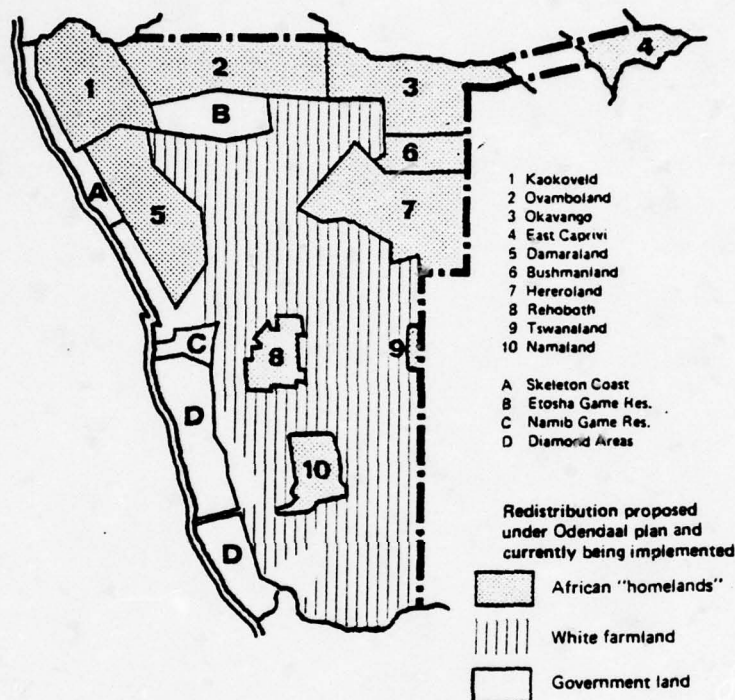 1
2
3
4
B
6
A
5
7
C
8
9
D
10
D
1 Kaokoveld
2 Ovamboland
3 Okavango
4 East Caprivi
5 Damaraland
6 Bushmanland
7 Hereroland
8 Rehoboth
9 Tswanaland
10 Namaland
A Skeleton Coast
B Etosha Game Res.
C Namib Game Res.
D Diamond Areas
Redistribution proposed
under Odendaal plan and
currently being implemented
African "homelands"
White farmland
Government land